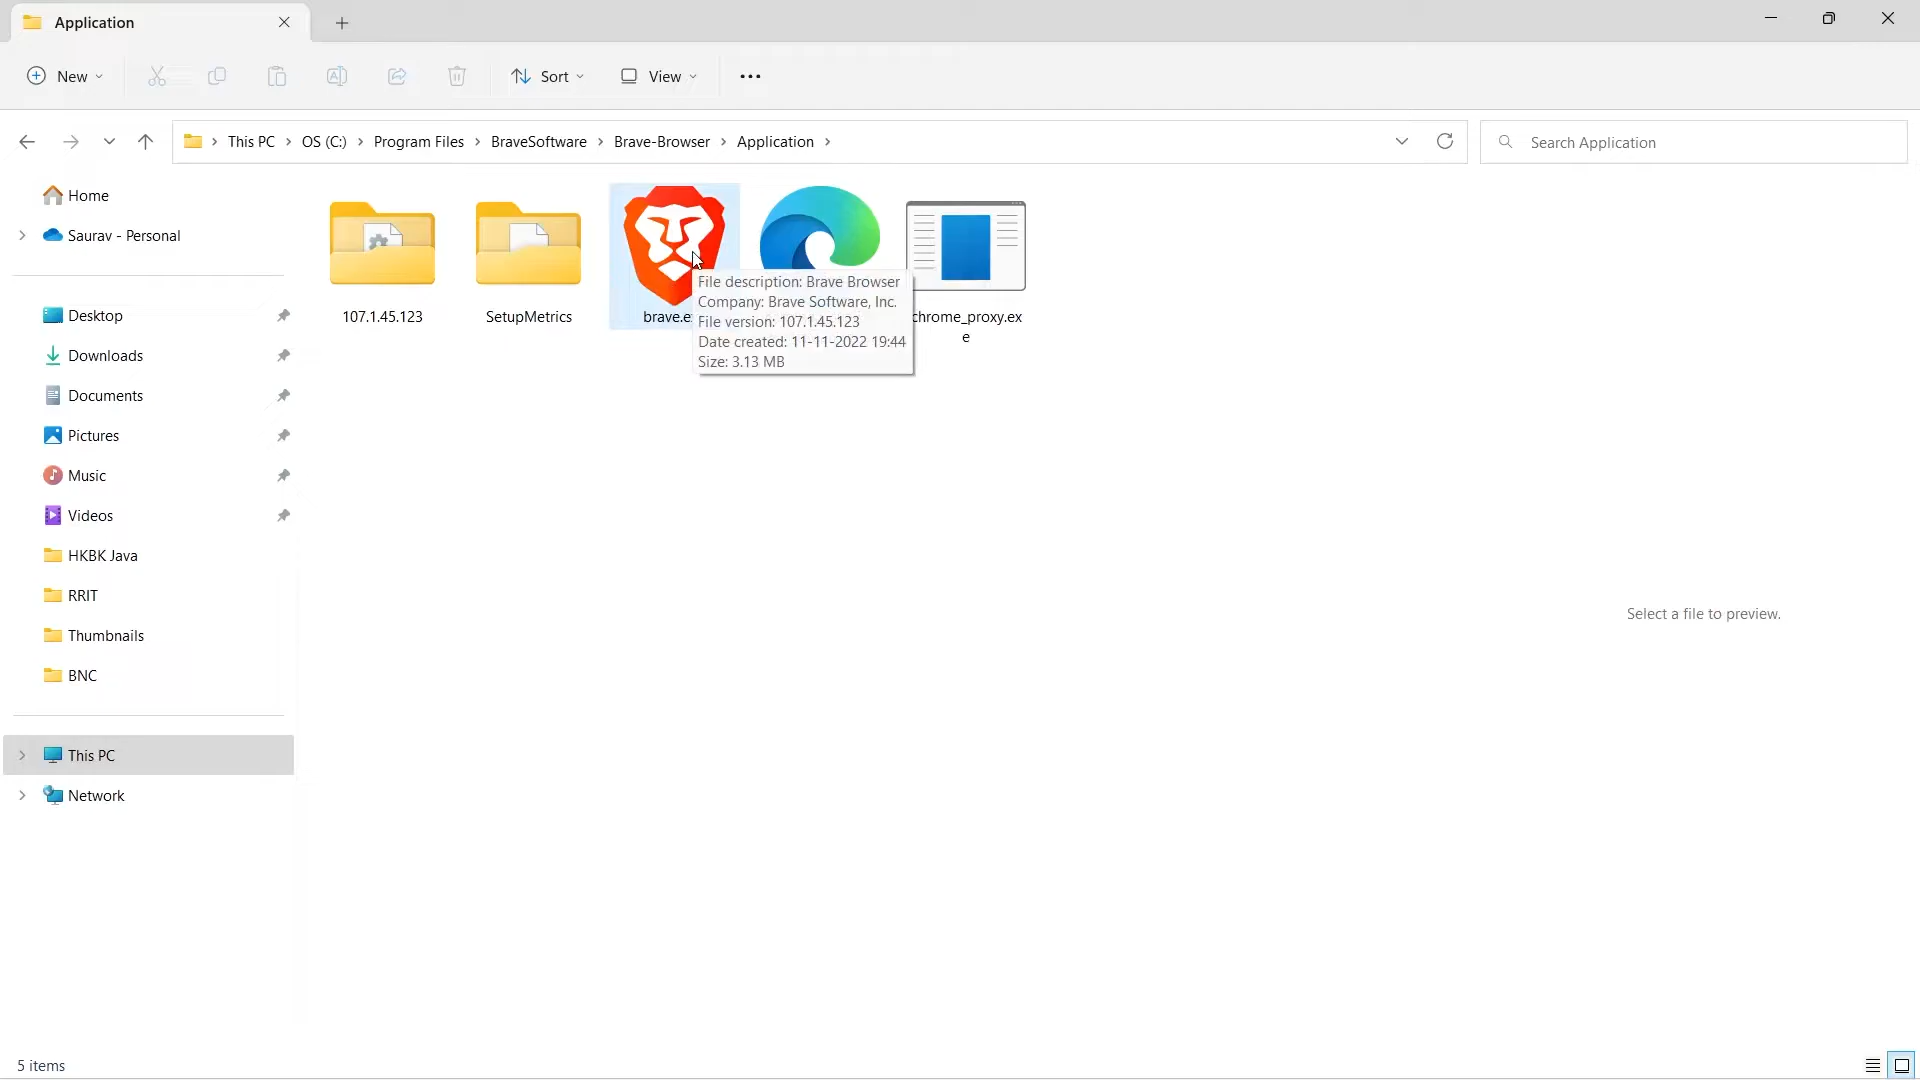 Application
New
Sort
View
This PC
OS (C:)
Program Files
BraveSoftware
Brave-Browser
Application
Search Application
Home
Saurav - Personal
Desktop
Downloads
Documents
Pictures
Music
Videos
HKBK Java
RRIT
Thumbnails
BNC
This PC
Network
107.1.45.123
SetupMetrics
brave.e
File description: Brave Browser
Company: Brave Software, Inc.
File version: 107.1.45.123
Date created: 11-11-2022 19:44
Size: 3.13 MB
chrome_proxy.ex
e
Select a file to preview.
5 items